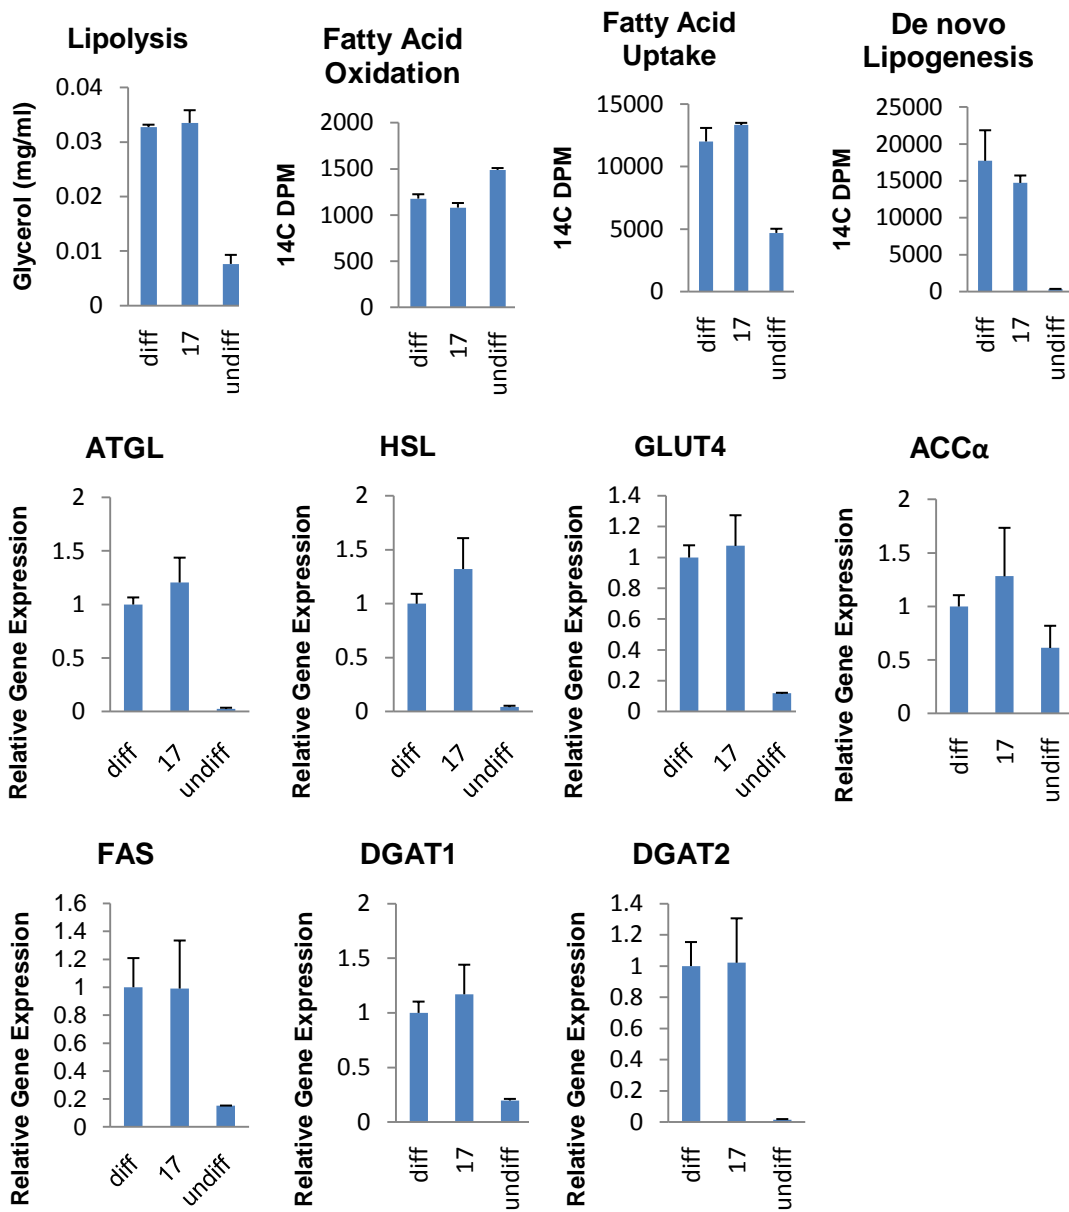 Lipolysis
Glycerol (mg/ml)
0.04
0.03
0.02
0.01
0
diff
17
undiff
Fatty Acid
Oxidation
14C DPM
2000
1500
1000
500
0
diff
17
undiff
Fatty Acid
Uptake
14C DPM
15000
10000
5000
0
diff
17
undiff
De novo
Lipogenesis
14C DPM
25000
20000
15000
10000
5000
0
diff
17
undiff
ATGL
Relative Gene Expression
2
1.5
1
0.5
0
diff
17
undiff
HSL
Relative Gene Expression
2
1.5
1
0.5
0
diff
17
undiff
GLUT4
Relative Gene Expression
1.4
1.2
1
0.8
0.6
0.4
0.2
0
diff
17
undiff
ACCα
Relative Gene Expression
2
1.5
1
0.5
0
diff
17
undiff
FAS
Relative Gene Expression
1.6
1.4
1.2
1
0.8
0.6
0.4
0.2
0
diff
17
undiff
DGAT1
Relative Gene Expression
2
1.5
1
0.5
0
diff
17
undiff
DGAT2
Relative Gene Expression
1.4
1.2
1
0.8
0.6
0.4
0.2
0
diff
17
undiff